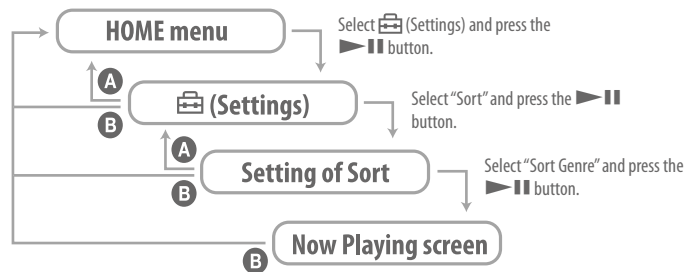 HOME menu
Select (Settings) and press the
button.
A
B
(Settings)
Select "Sort" and press the
button.
A
B
Setting of Sort
Select "Sort Genre" and press the
button.
B
Now Playing screen